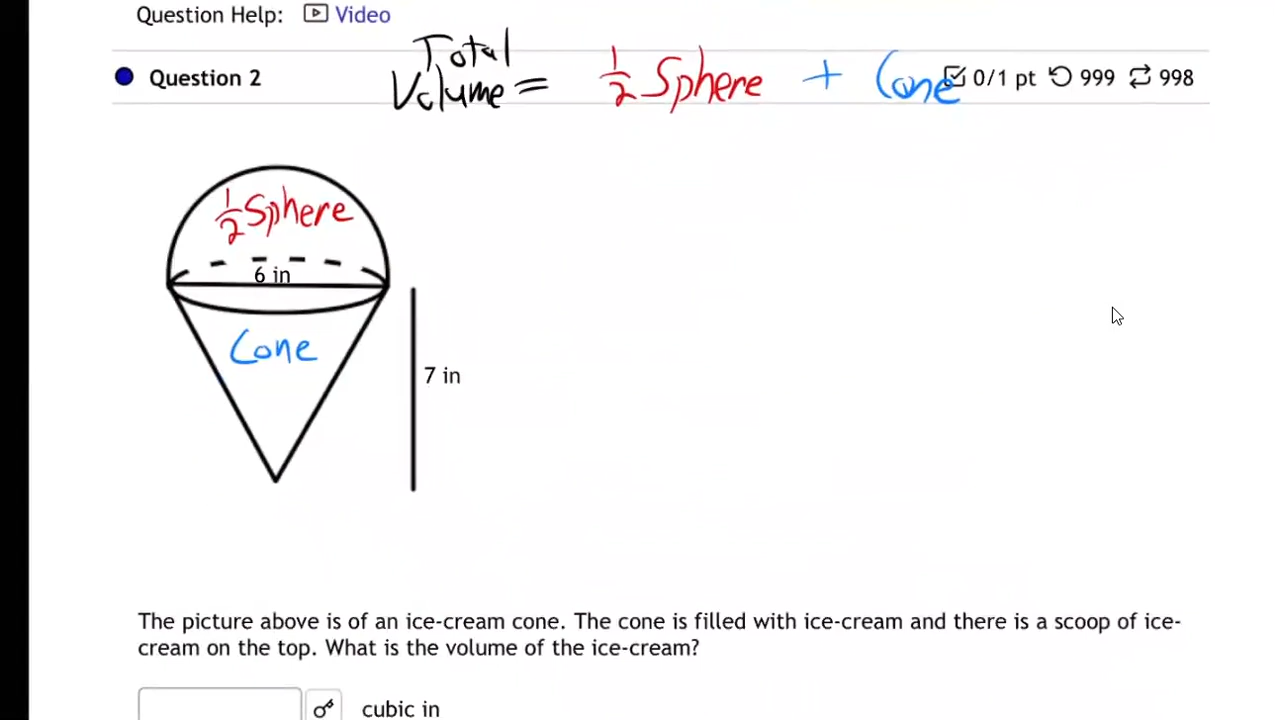 Question Help: Video
Total
Volume = 1/2 Sphere + Cone
Question 2 0/1 pt 999 998
1/2 Sphere
6 in
Cone
7 in
The picture above is of an ice-cream cone. The cone is filled with ice-cream and there is a scoop of ice-
cream on the top. What is the volume of the ice-cream?
cubic in